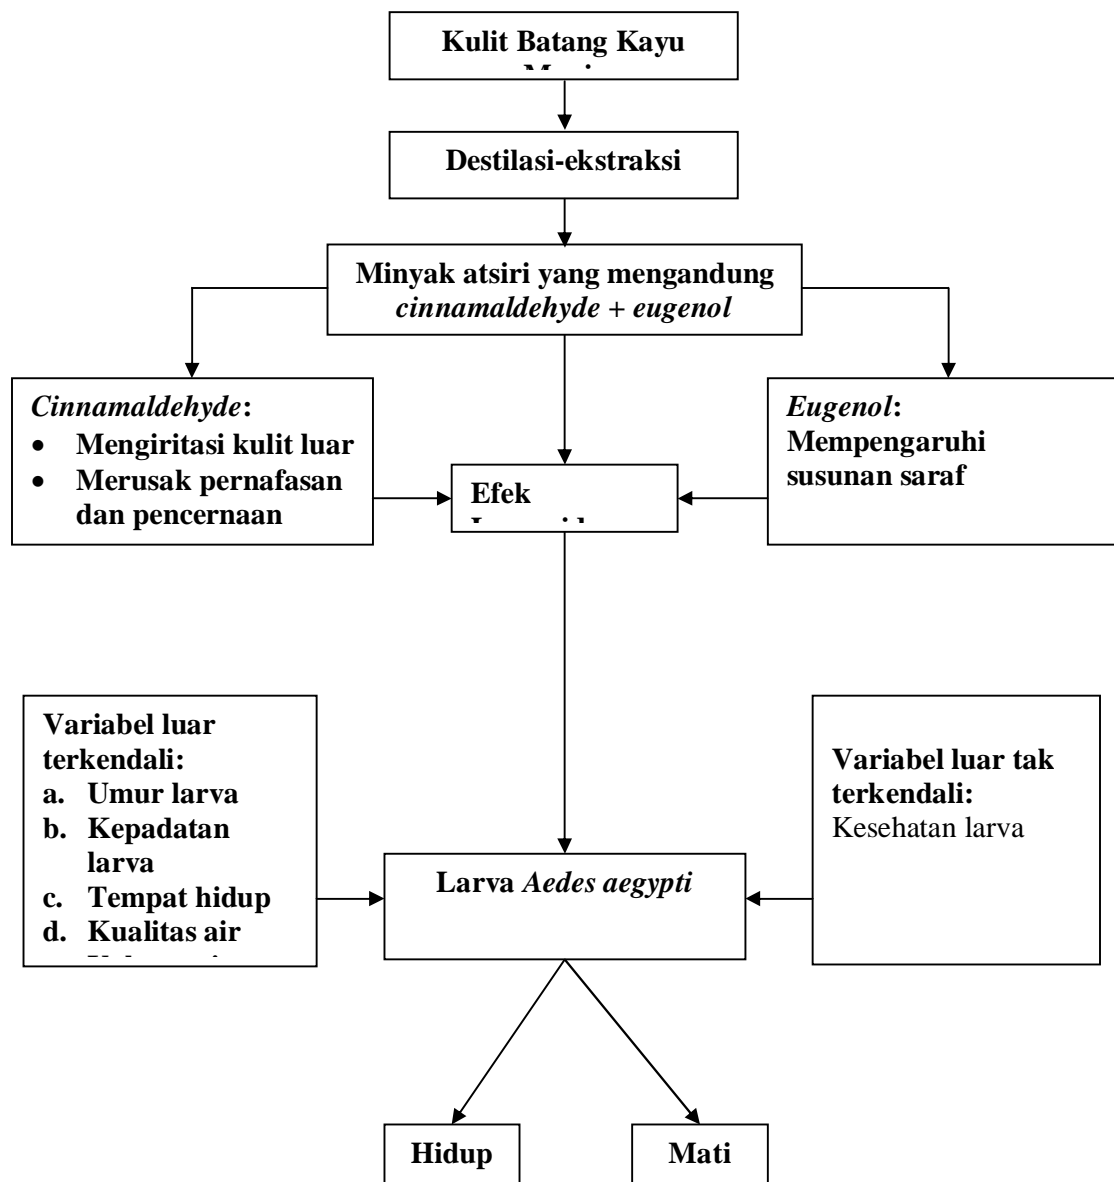 Kulit Batang Kayu
Destilasi-ekstraksi
Minyak atsiri yang mengandung
cinnamaldehyde + eugenol
Cinnamaldehyde:
• Mengiritasi kulit luar
• Merusak pernafasan
dan pencernaan
Efek
Eugenol:
Mempengaruhi
susunan saraf
Variabel luar
terkendali:
a. Umur larva
b. Kepadatan
larva
c. Tempat hidup
d. Kualitas air
Larva Aedes aegypti
Variabel luar tak
terkendali:
Kesehatan larva
Hidup
Mati